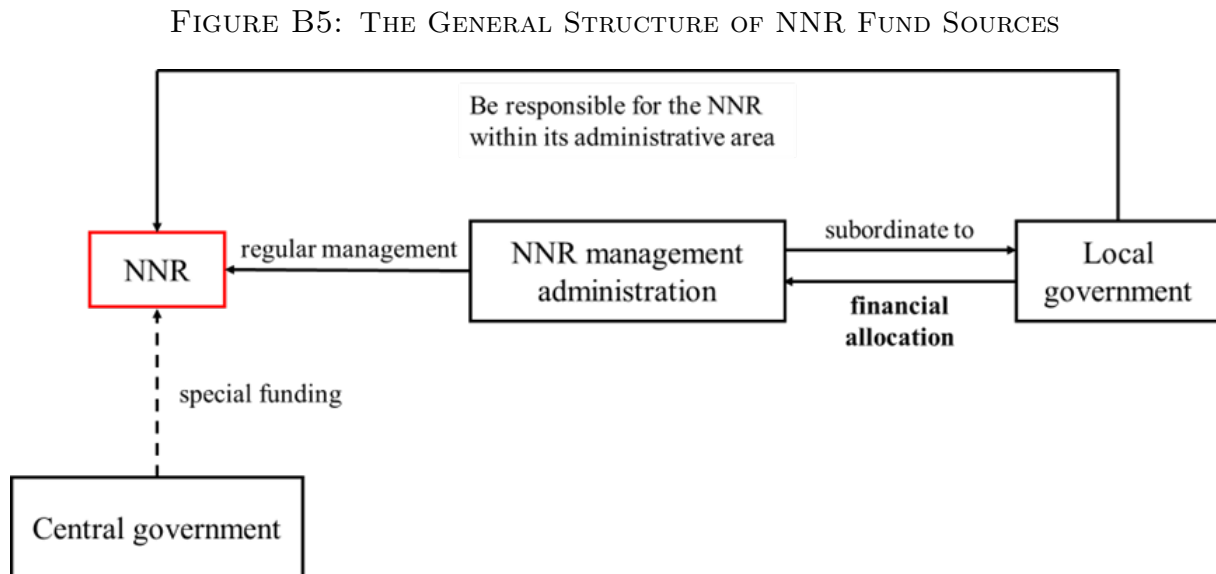 FIGURE B5: THE GENERAL STRUCTURE OF NNR FUND SOURCES
Be responsible for the NNR
within its administrative area
NNR
regular management
NNR management
administration
subordinate to
financial
allocation
Local
government
special funding
Central government